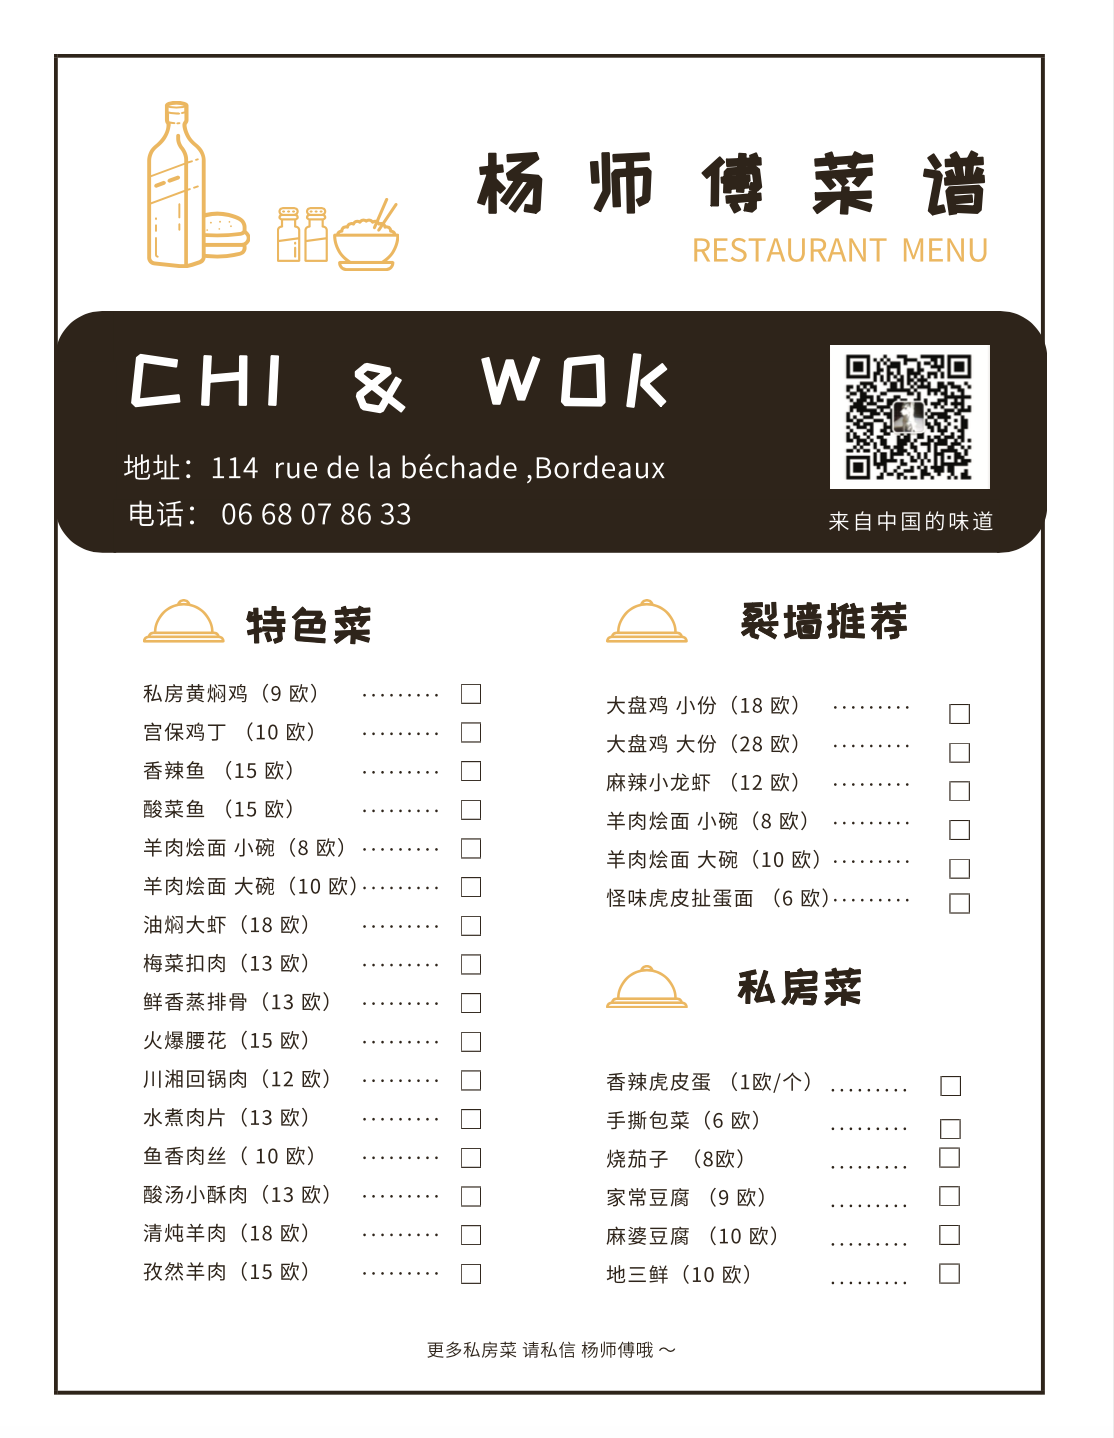 杨师傅菜谱
RESTAURANT MENU
CHI & WOK
地址：114 rue de la béchade ,Bordeaux
电话： 06 68 07 86 33
来自中国的味道
特色菜
私房黄焖鸡（9 欧） ·········
宫保鸡丁 （10 欧） ·········
香辣鱼 （15 欧） ·········
酸菜鱼 （15 欧） ·········
羊肉烩面 小碗（8 欧） ·········
羊肉烩面 大碗（10 欧）·········
油焖大虾（18 欧） ·········
梅菜扣肉（13 欧） ·········
鲜香蒸排骨（13 欧） ·········
火爆腰花（15 欧） ·········
川湘回锅肉（12 欧） ·········
水煮肉片（13 欧） ·········
鱼香肉丝（ 10 欧） ·········
酸汤小酥肉（13 欧） ·········
清炖羊肉（18 欧） ·········
孜然羊肉（15 欧） ·········
裂墙推荐
大盘鸡 小份（18 欧） ·········
大盘鸡 大份（28 欧） ·········
麻辣小龙虾 （12 欧） ·········
羊肉烩面 小碗（8 欧） ·········
羊肉烩面 大碗（10 欧）·········
怪味虎皮扯蛋面 （6 欧）·········
私房菜
香辣虎皮蛋 （1欧/个） ·········
手撕包菜（6 欧） ·········
烧茄子 （8欧） ·········
家常豆腐 （9 欧） ·········
麻婆豆腐 （10 欧） ·········
地三鲜（10 欧） ·········
更多私房菜 请私信 杨师傅哦 ～